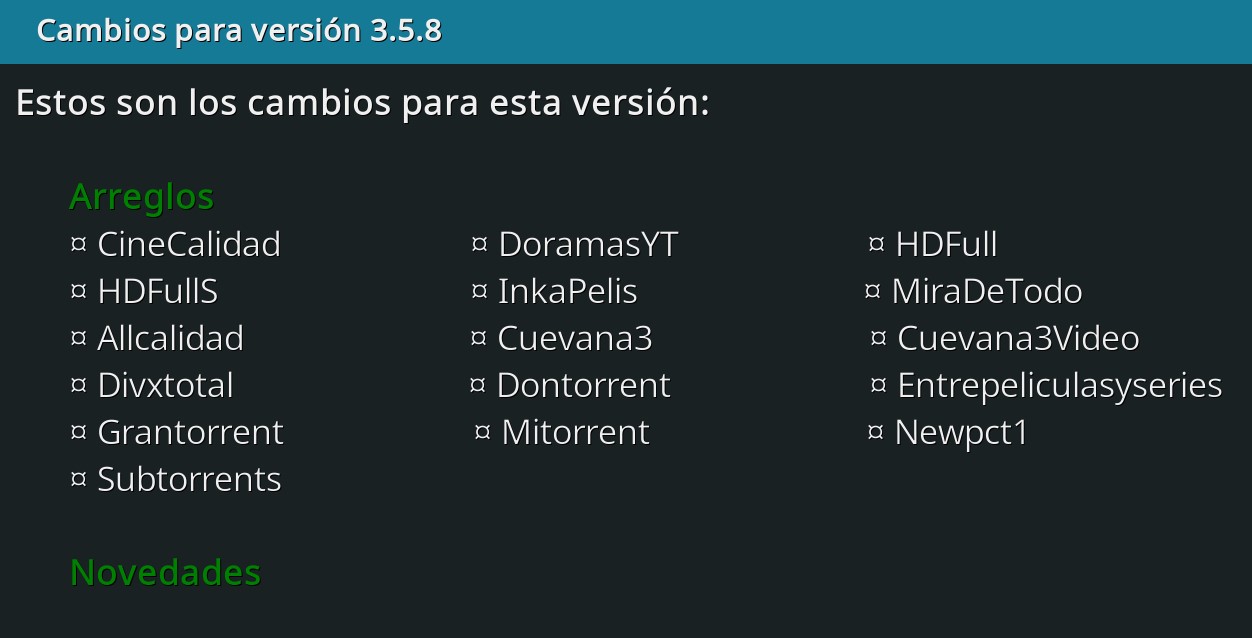 Cambios para versión 3.5.8
Estos son los cambios para esta versión:
Arreglos
¤ CineCalidad ¤ DoramasYT ¤ HDFull
¤ HDFullS ¤ InkaPelis ¤ MiraDeTodo
¤ Allcalidad ¤ Cuevana3 ¤ Cuevana3Video
¤ Divxtotal ¤ Dontorrent ¤ Entrepeliculasyseries
¤ Grantorrent ¤ Mitorrent ¤ Newpct1
¤ Subtorrents
Novedades